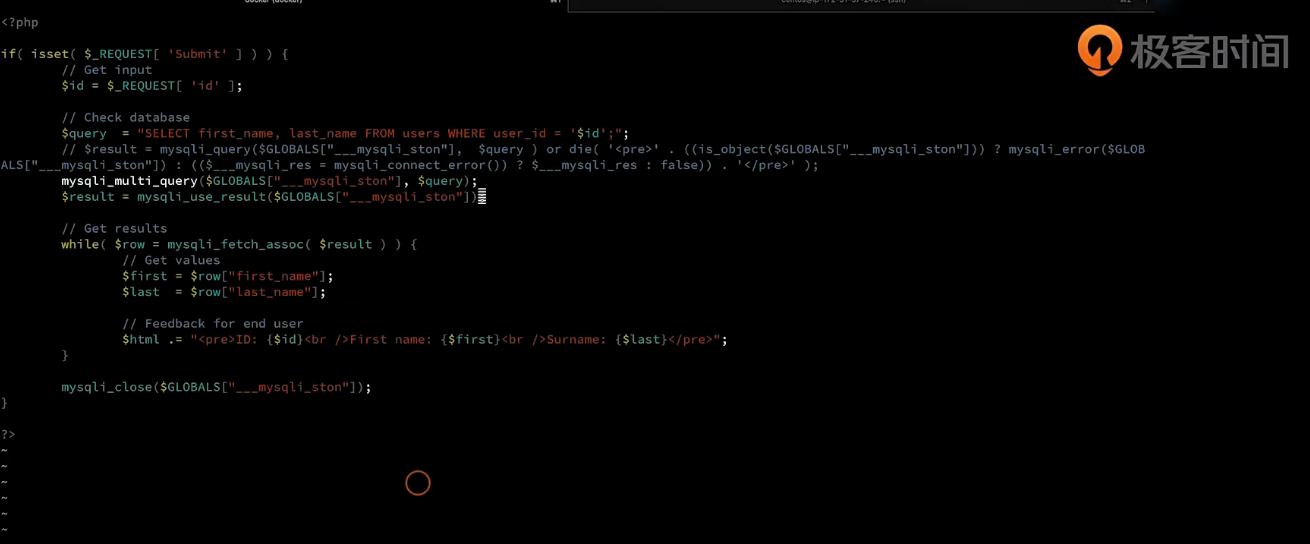 docker (docker)
<?php
极客时间
if( isset( $_REQUEST[ 'Submit' ] ) ) {
// Get input
$id = $_REQUEST[ 'id' ];
// Check database
$query  = "SELECT first_name, last_name FROM users WHERE user_id = '$id';";
// $result = mysqli_query($GLOBALS["___mysqli_ston"],  $query ) or die( '<pre>' . ((is_object($GLOBALS["___mysqli_ston"])) ? mysqli_error($GLOB
ALS["___mysqli_ston"]) : (($___mysqli_res = mysqli_connect_error()) ? $___mysqli_res : false)) . '</pre>' );
mysqli_multi_query($GLOBALS["___mysqli_ston"], $query);
$result = mysqli_use_result($GLOBALS["___mysqli_ston"])
// Get results
while( $row = mysqli_fetch_assoc( $result ) ) {
// Get values
$first = $row["first_name"];
$last  = $row["last_name"];
// Feedback for end user
$html .= "<pre>ID: {$id}<br />First name: {$first}<br />Surname: {$last}</pre>";
}
mysqli_close($GLOBALS["___mysqli_ston"]);
}
?>
~
~
~
~
~
~